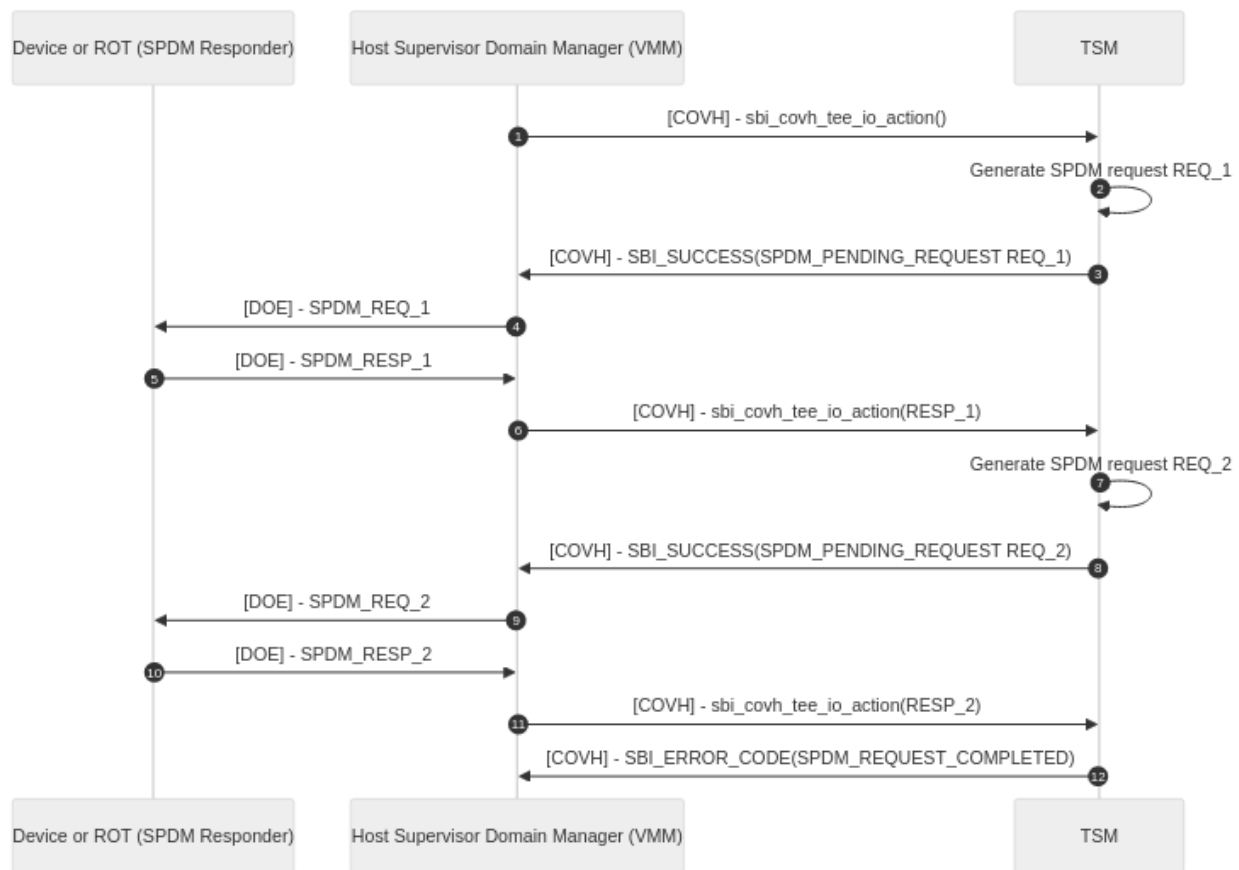 Device or ROT (SPDM Responder)
Host Supervisor Domain Manager (VMM)
TSM
[COVH] - sbi_covh_tee_io_action()
1
Generate SPDM request REQ_1
2
[COVH] - SBI_SUCCESS(SPDM_PENDING_REQUEST REQ_1)
3
[DOE] - SPDM_REQ_1
4
[DOE] - SPDM_RESP_1
5
[COVH] - sbi_covh_tee_io_action(RESP_1)
6
Generate SPDM request REQ_2
7
[COVH] - SBI_SUCCESS(SPDM_PENDING_REQUEST REQ_2)
8
[DOE] - SPDM_REQ_2
9
[DOE] - SPDM_RESP_2
10
[COVH] - sbi_covh_tee_io_action(RESP_2)
11
[COVH] - SBI_ERROR_CODE(SPDM_REQUEST_COMPLETED)
12
Device or ROT (SPDM Responder)
Host Supervisor Domain Manager (VMM)
TSM